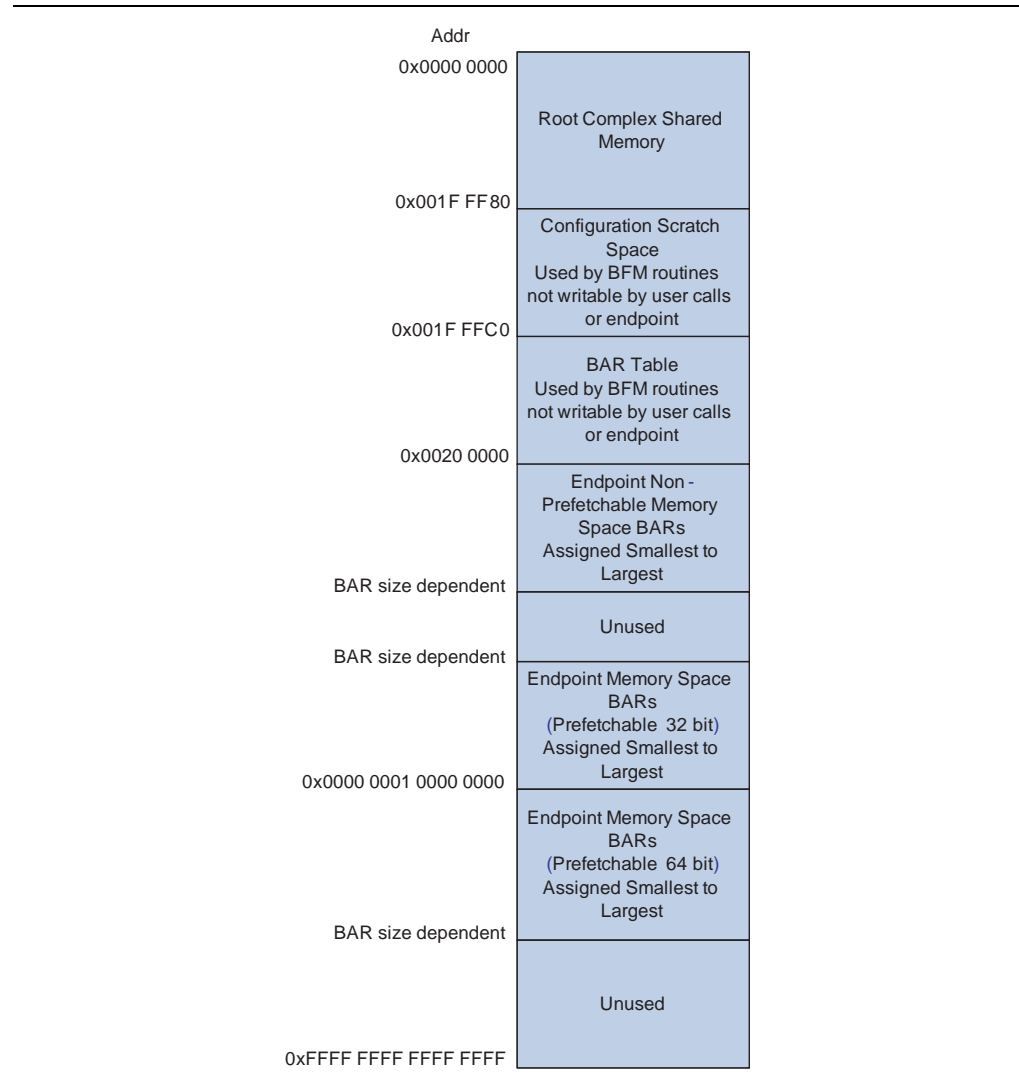 Addr
0x0000 0000
Root Complex Shared
Memory
0x001F FF80
Configuration Scratch
Space
Used by BFM routines
not writable by user calls
or endpoint
0x001F FFC0
BAR Table
Used by BFM routines
not writable by user calls
or endpoint
0x0020 0000
Endpoint Non -
Prefetchable Memory
Space BARs
Assigned Smallest to
Largest
BAR size dependent
Unused
BAR size dependent
Endpoint Memory Space
BARs
(Prefetchable 32 bit)
Assigned Smallest to
Largest
0x0000 0001 0000 0000
Endpoint Memory Space
BARs
(Prefetchable 64 bit)
Assigned Smallest to
Largest
BAR size dependent
Unused
0xFFFF FFFF FFFF FFFF